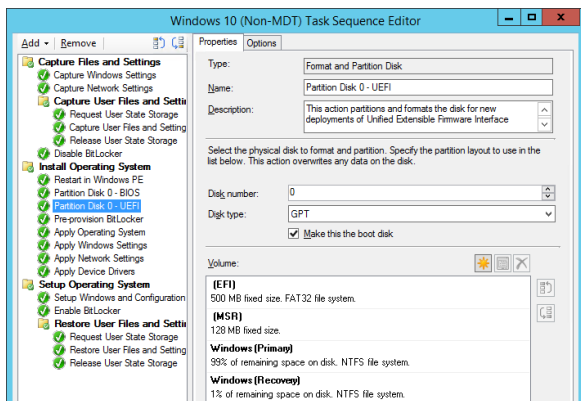 Windows 10 (Non-MDT) Task Sequence Editor
Add Remove
Capture Files and Settings
Capture Windows Settings
Capture Network Settings
Capture User Files and Setti
Request User State Storage
Capture User Files and Setting
Release User State Storage
Disable BitLocker
Install Operating System
Restart in Windows PE
Partition Disk 0 - BIOS
Partition Disk 0 - UEFI
Pre-provision BitLocker
Apply Operating System
Apply Windows Settings
Apply Network Settings
Apply Device Drivers
Setup Operating System
Setup Windows and Configuration
Enable BitLocker
Restore User Files and Settin
Request User State Storage
Restore User Files and Setting
Release User State Storage
Properties Options
Type: Format and Partition Disk
Name: Partition Disk 0 - UEFI
Description: This action partitions and formats the disk for new
deployments of Unified Extensible Firmware Interface
Select the physical disk to format and partition. Specify the partition layout to use in the
list below. This action overwrites any data on the disk.
Disk number: 0
Disk type: GPT
Make this the boot disk
Volume:
(EFI)
500 MB fixed size. FAT32 file system.
(MSR)
128 MB fixed size.
Windows (Primary)
99% of remaining space on disk. NTFS file system.
Windows (Recovery)
1% of remaining space on disk. NTFS file system.